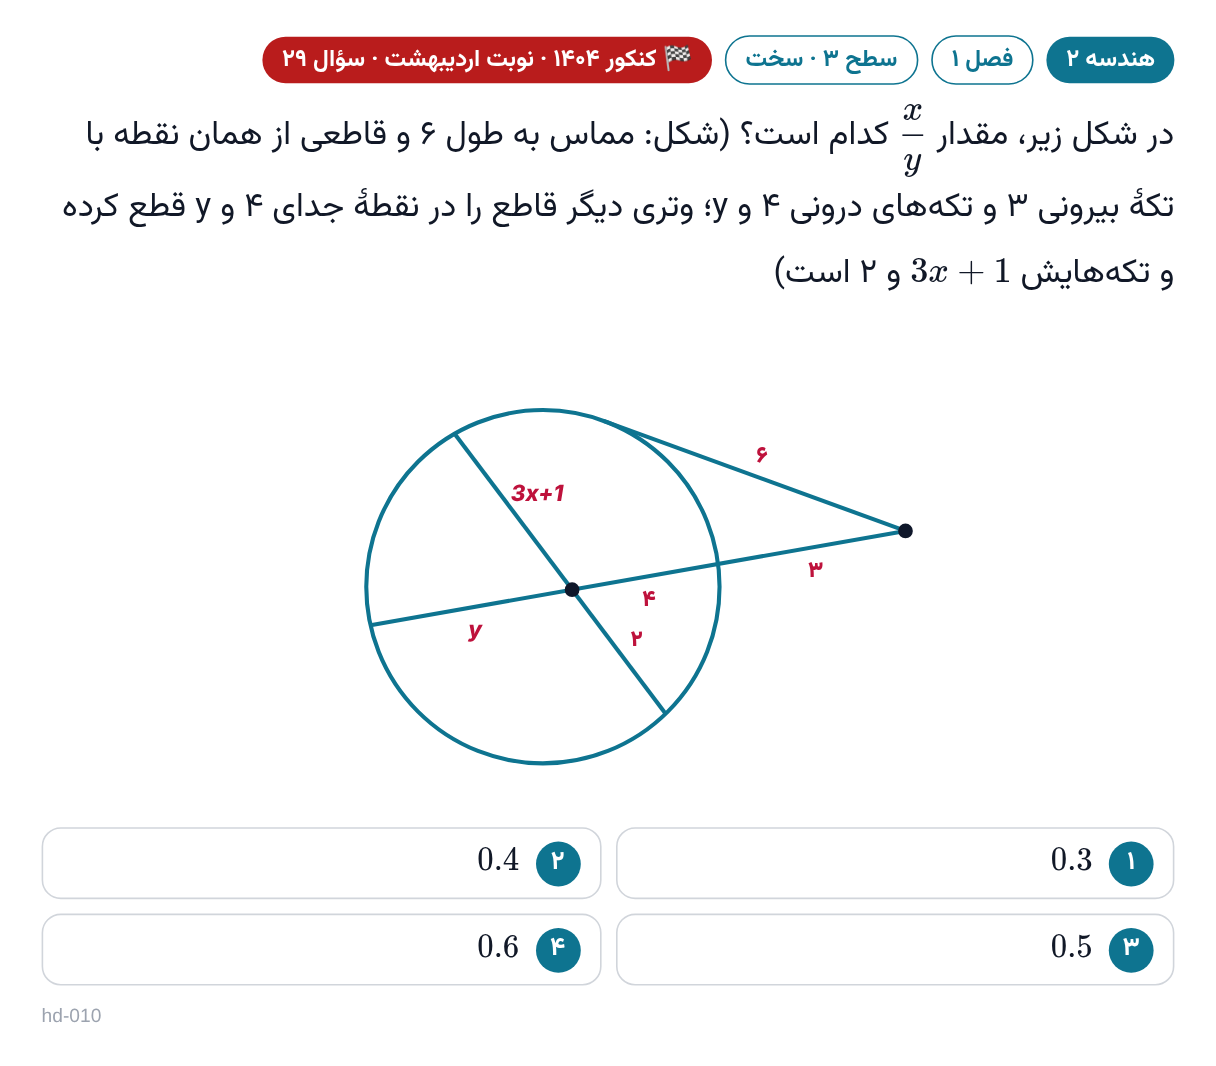 هندسه ۲
فصل ۱
سطح ۳ · سخت
🏁 کنکور ۱۴۰۴ · نوبت اردیبهشت · سؤال ۲۹
در شکل زیر، مقدار x/y کدام است؟ (شکل: مماس به طول ۶ و قاطعی از همان نقطه با
تکهٔ بیرونی ۳ و تکه‌های درونی ۴ و y؛ وتری دیگر قاطع را در نقطهٔ جدای ۴ و y قطع کرده
و تکه‌هایش 3x + 1 و ۲ است)
۶
3x+1
۳
۴
y
۲
۱ 0.3
۲ 0.4
۳ 0.5
۴ 0.6
hd-010